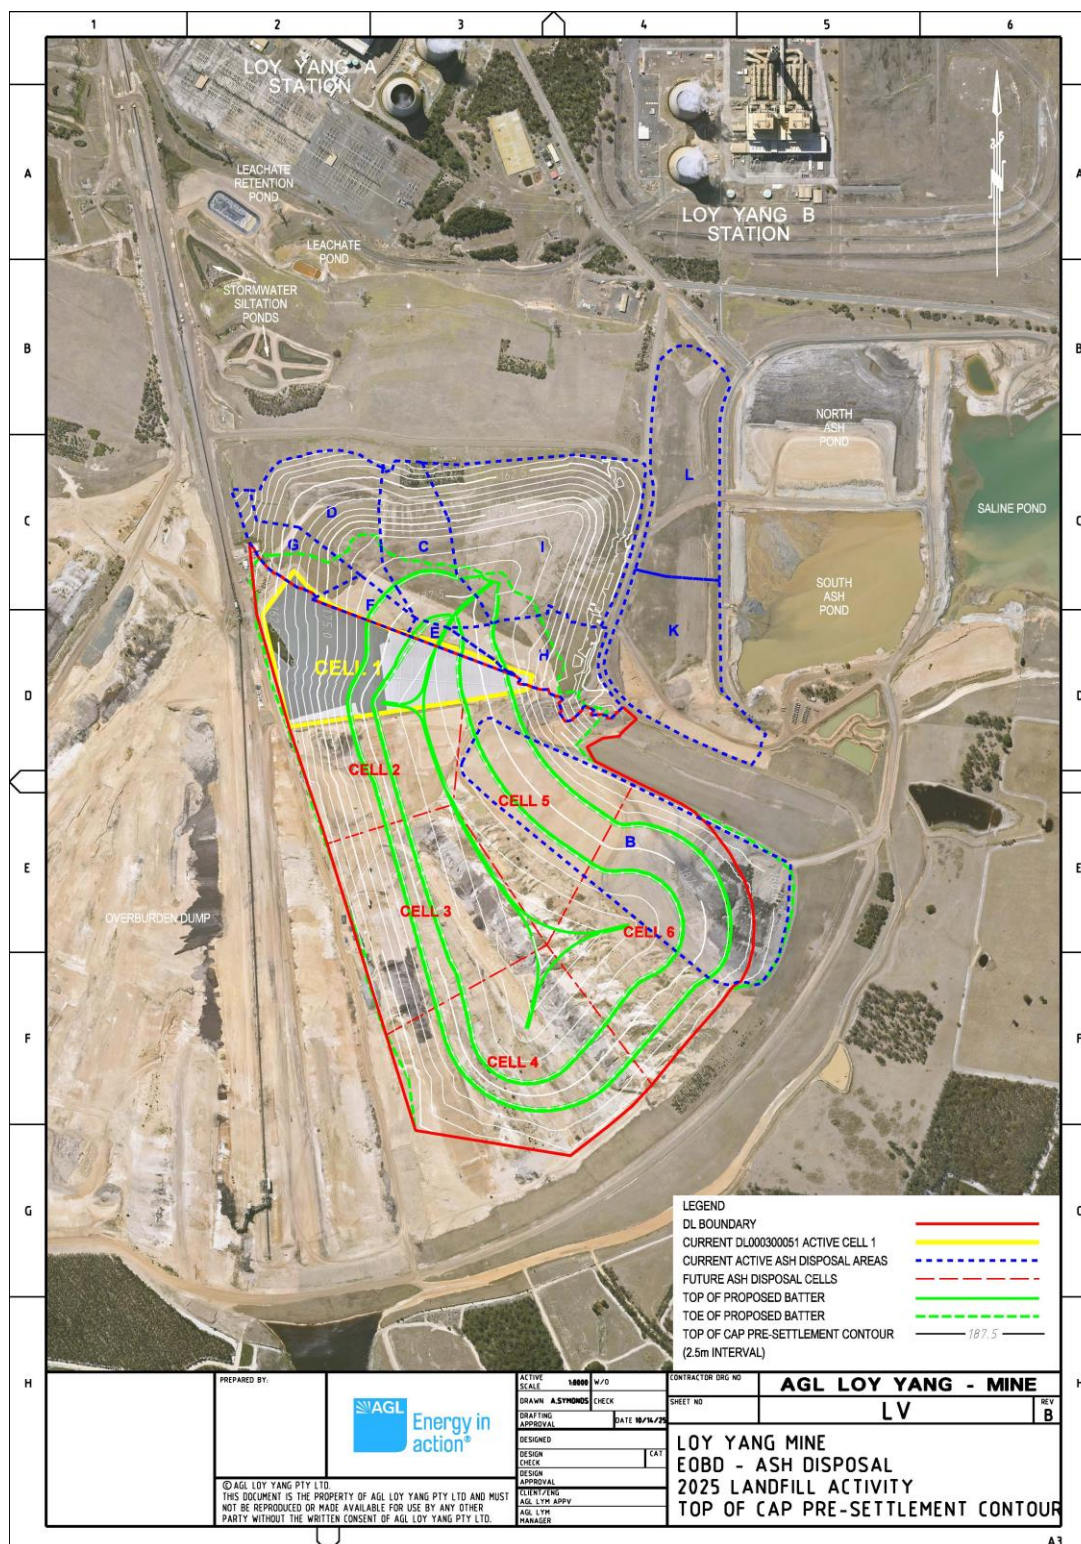 1 2 3 4 5 6
LOY YANG A
STATION
A
A
LEACHATE
RETENTION
POND
LOY YANG B
STATION
LEACHATE
POND
STORMWATER
SILTATION
PONDS
B
B
NORTH
ASH
POND
L
C
D
SALINE POND
C
G
C
I
SOUTH
ASH
POND
F
E
K
H
CELL 1
D
D
CELL 2
CELL 5
B
E
E
CELL 3
OVERBURDEN DUMP
CELL 6
F
F
CELL 4
G
LEGEND
DL BOUNDARY
CURRENT DL000300051 ACTIVE CELL 1
CURRENT ACTIVE ASH DISPOSAL AREAS
FUTURE ASH DISPOSAL CELLS
TOP OF PROPOSED BATTER
TOE OF PROPOSED BATTER
TOP OF CAP PRE-SETTLEMENT CONTOUR 187.5
(2.5m INTERVAL)
H
PREPARED BY:
AGL
Energy in
action®
© AGL LOY YANG PTY LTD.
THIS DOCUMENT IS THE PROPERTY OF AGL LOY YANG PTY LTD AND MUST
NOT BE REPRODUCED OR MADE AVAILABLE FOR USE BY ANY OTHER
PARTY WITHOUT THE WRITTEN CONSENT OF AGL LOY YANG PTY LTD.
ACTIVE
SCALE 1:8000 W/O
DRAWN A.SYMONDS CHECK
DRAFTING
APPROVAL DATE 10/14/25
DESIGNED
DESIGN
CHECK CAT
DESIGN
APPROVAL
CLIENT/ENG
AGL LYM APPV
AGL LYM
MANAGER
CONTRACTOR DRG NO
AGL LOY YANG - MINE
SHEET NO
LV
REV
B
LOY YANG MINE
EOBD - ASH DISPOSAL
2025 LANDFILL ACTIVITY
TOP OF CAP PRE-SETTLEMENT CONTOUR
A3